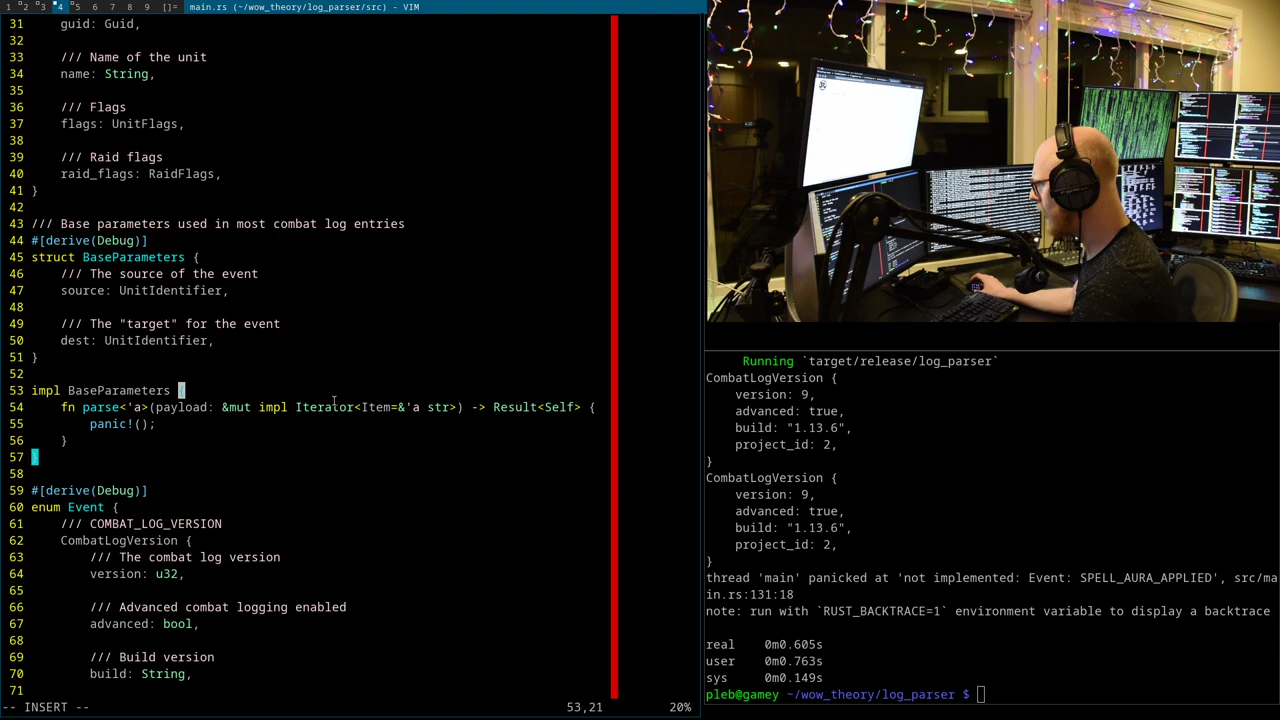 1 2 3 4 5 6 7 8 9 []= main.rs (~/wow_theory/log_parser/src) - VIM
31 guid: Guid,
32
33 /// Name of the unit
34 name: String,
35
36 /// Flags
37 flags: UnitFlags,
38
39 /// Raid flags
40 raid_flags: RaidFlags,
41 }
42
43 /// Base parameters used in most combat log entries
44 #[derive(Debug)]
45 struct BaseParameters {
46 /// The source of the event
47 source: UnitIdentifier,
48
49 /// The "target" for the event
50 dest: UnitIdentifier,
51 }
52
53 impl BaseParameters {
54 fn parse<'a>(payload: &mut impl Iterator<Item=&'a str>) -> Result<Self> {
55 panic!();
56 }
57 }
58
59 #[derive(Debug)]
60 enum Event {
61 /// COMBAT_LOG_VERSION
62 CombatLogVersion {
63 /// The combat log version
64 version: u32,
65
66 /// Advanced combat logging enabled
67 advanced: bool,
68
69 /// Build version
70 build: String,
71
-- INSERT -- 53,21 20%
Running `target/release/log_parser`
CombatLogVersion {
version: 9,
advanced: true,
build: "1.13.6",
project_id: 2,
}
CombatLogVersion {
version: 9,
advanced: true,
build: "1.13.6",
project_id: 2,
}
thread 'main' panicked at 'not implemented: Event: SPELL_AURA_APPLIED', src/ma
in.rs:131:18
note: run with `RUST_BACKTRACE=1` environment variable to display a backtrace
real 0m0.605s
user 0m0.763s
sys 0m0.149s
pleb@gamey ~/wow_theory/log_parser $